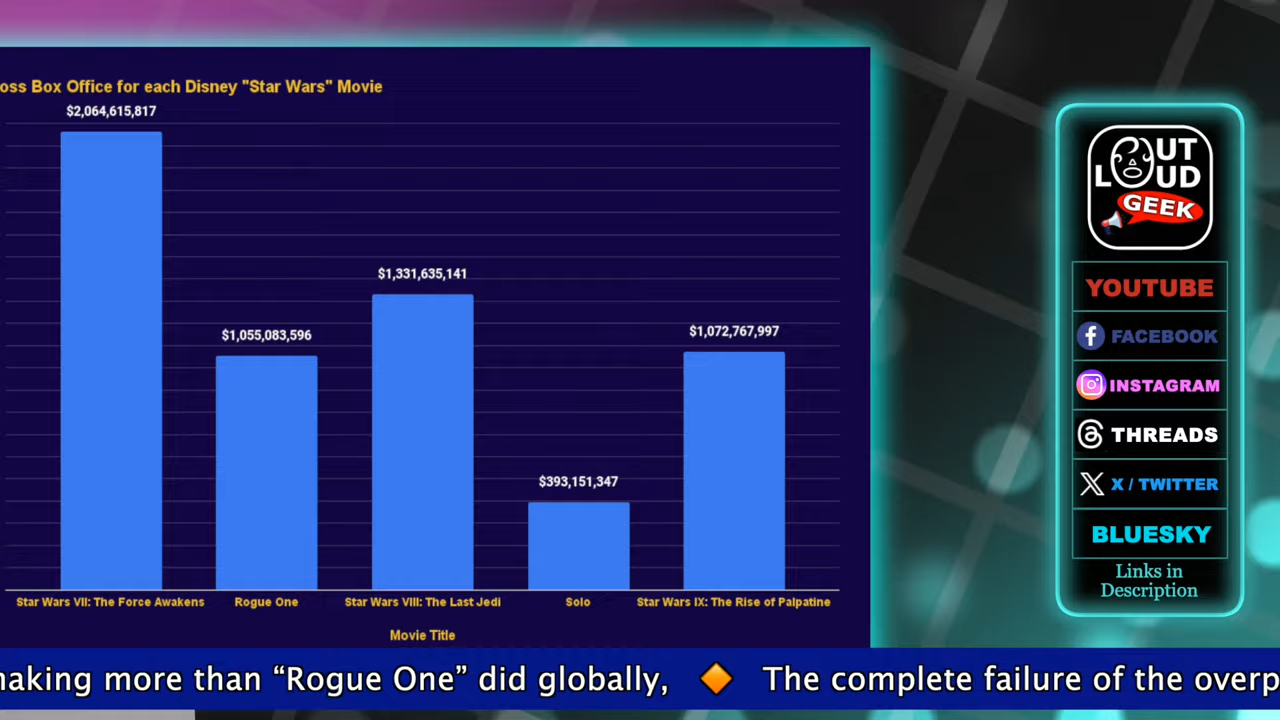 oss Box Office for each Disney "Star Wars" Movie
$2,064,615,817
$1,331,635,141
$1,055,083,596
$1,072,767,997
$393,151,347
Star Wars VII: The Force Awakens
Rogue One
Star Wars VIII: The Last Jedi
Solo
Star Wars IX: The Rise of Palpatine
Movie Title
OUT
LOUD
GEEK
YOUTUBE
FACEBOOK
INSTAGRAM
THREADS
X / TWITTER
BLUESKY
Links in
Description
making more than “Rogue One” did globally, 🔸 The complete failure of the overp